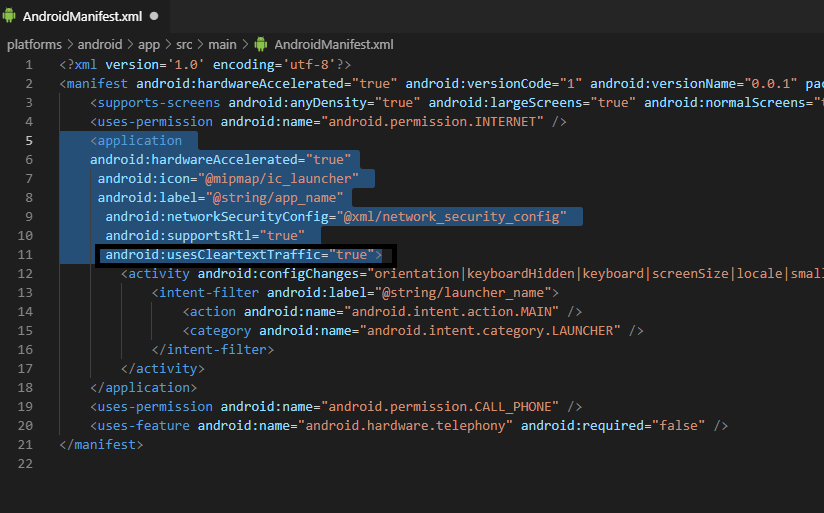 AndroidManifest.xml
platforms > android > app > src > main > AndroidManifest.xml
1 <?xml version='1.0' encoding='utf-8'?>
2 <manifest android:hardwareAccelerated="true" android:versionCode="1" android:versionName="0.0.1" pac
3 <supports-screens android:anyDensity="true" android:largeScreens="true" android:normalScreens="t
4 <uses-permission android:name="android.permission.INTERNET" />
5 <application
6 android:hardwareAccelerated="true"
7 android:icon="@mipmap/ic_launcher"
8 android:label="@string/app_name"
9 android:networkSecurityConfig="@xml/network_security_config"
10 android:supportsRtl="true"
11 android:usesCleartextTraffic="true">
12 <activity android:configChanges="orientation|keyboardHidden|keyboard|screenSize|locale|small
13 <intent-filter android:label="@string/launcher_name">
14 <action android:name="android.intent.action.MAIN" />
15 <category android:name="android.intent.category.LAUNCHER" />
16 </intent-filter>
17 </activity>
18 </application>
19 <uses-permission android:name="android.permission.CALL_PHONE" />
20 <uses-feature android:name="android.hardware.telephony" android:required="false" />
21 </manifest>
22